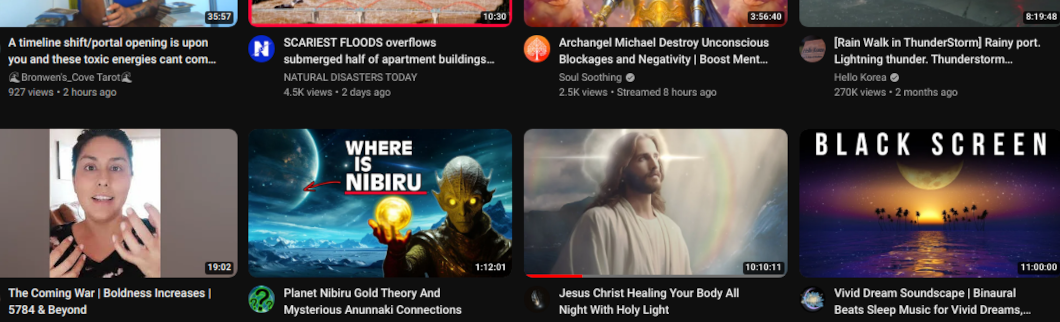 35:57
10:30
3:56:40
8:19:48
A timeline shift/portal opening is upon
you and these toxic energies cant com...
🌊Bronwen's_Cove Tarot🌊
927 views • 2 hours ago
N
SCARIEST FLOODS overflows
submerged half of apartment buildings...
NATURAL DISASTERS TODAY
4.5K views • 2 days ago
Archangel Michael Destroy Unconscious
Blockages and Negativity | Boost Ment...
Soul Soothing
2.5K views • Streamed 8 hours ago
[Rain Walk in ThunderStorm] Rainy port.
Lightning thunder. Thunderstorm...
Hello Korea
270K views • 2 months ago
19:02
WHERE
IS
NIBIRU
1:12:01
10:10:11
BLACK SCREEN
11:00:00
The Coming War | Boldness Increases |
5784 & Beyond
Planet Nibiru Gold Theory And
Mysterious Anunnaki Connections
Jesus Christ Healing Your Body All
Night With Holy Light
Vivid Dream Soundscape | Binaural
Beats Sleep Music for Vivid Dreams,...